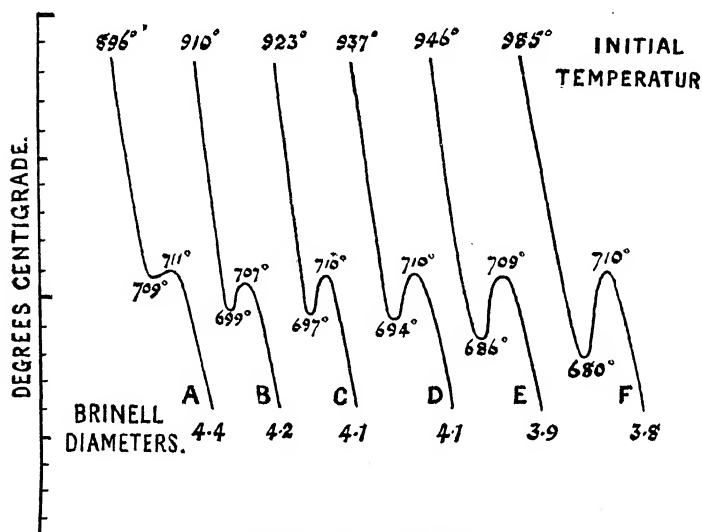 896° 910° 923° 937° 946° 985° INITIAL
TEMPERATUR
DEGREES CENTIGRADE.
711° 707° 710° 710° 709° 710°
709° 699° 697° 694° 686° 680°
A B C D E F
BRINELL
DIAMETERS. 4.4 4.2 4.1 4.1 3.9 3.8